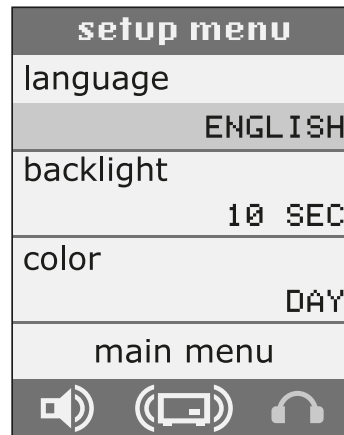 setup menu
language
ENGLISH
backlight
10 SEC
color
DAY
main menu